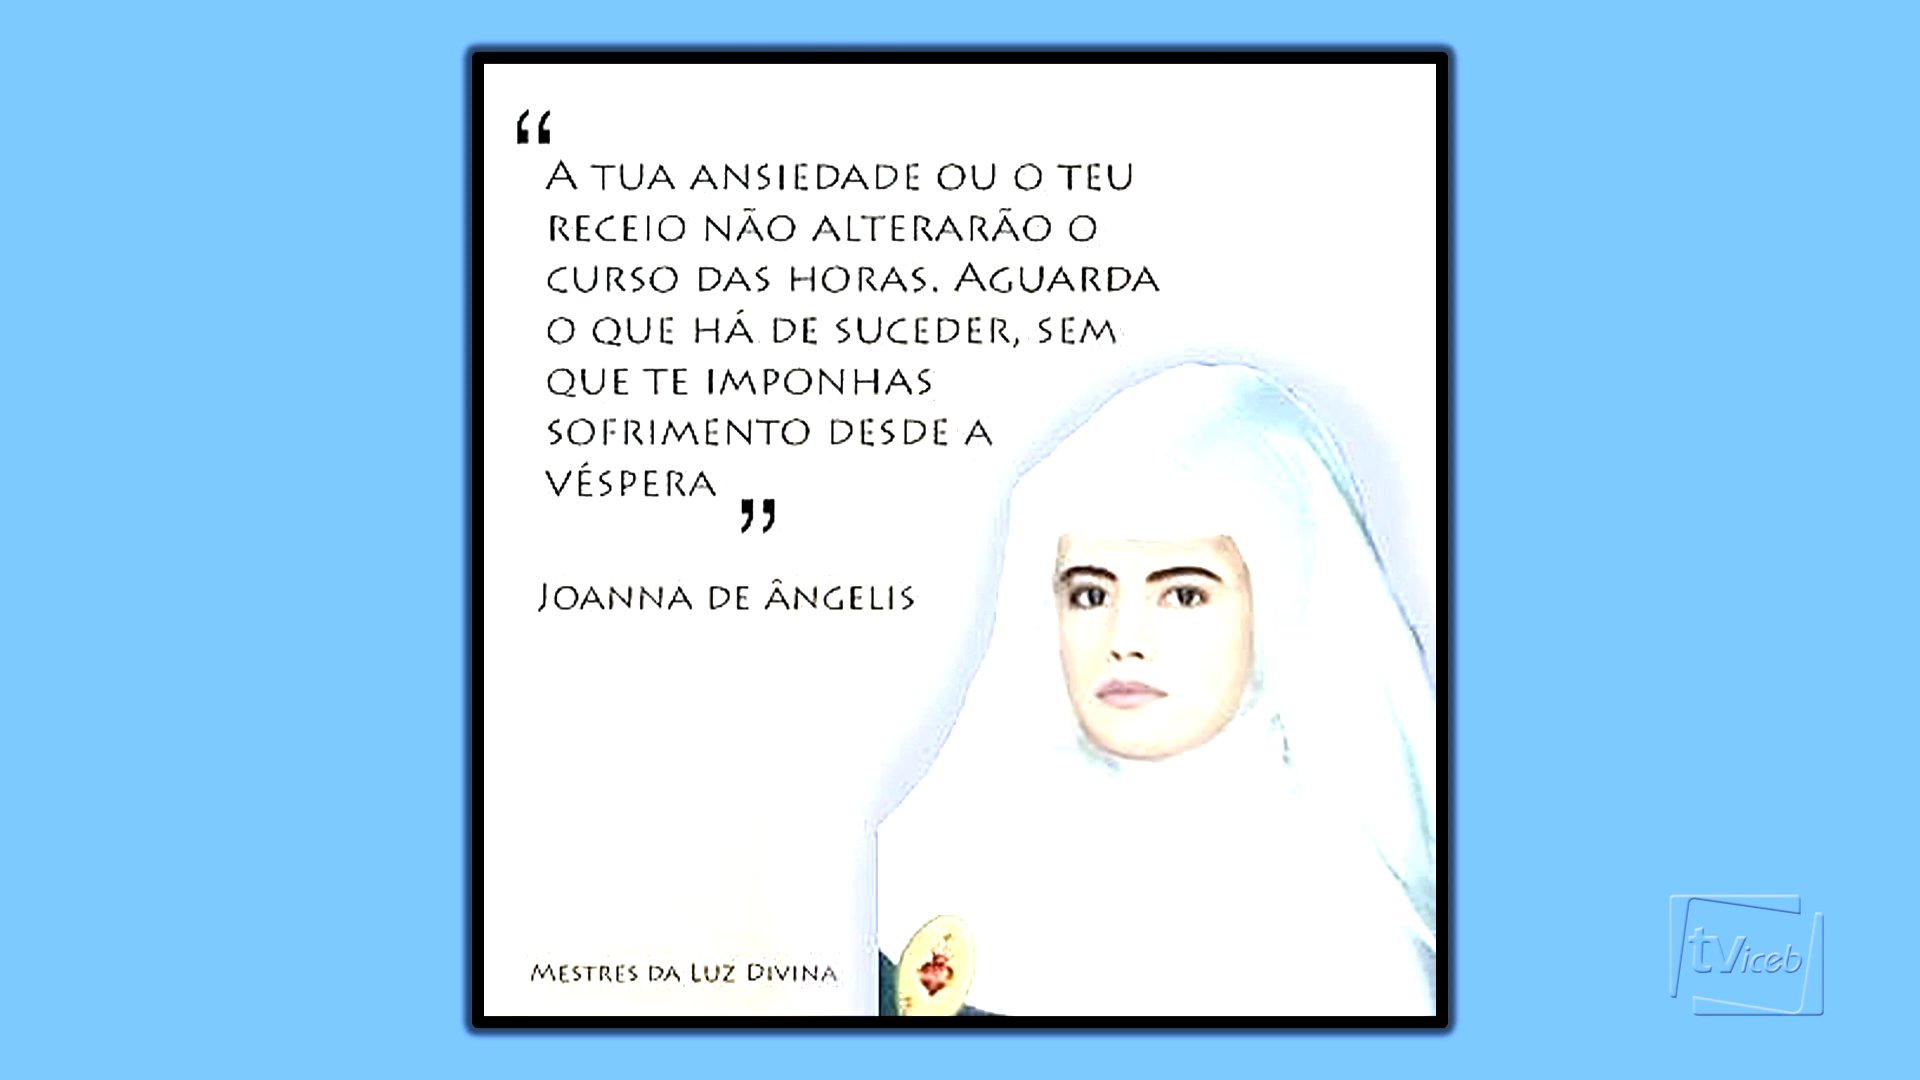 “
A TUA ANSIEDADE OU O TEU
RECEIO NÃO ALTERARÃO O
CURSO DAS HORAS. AGUARDA
O QUE HÁ DE SUCEDER, SEM
QUE TE IMPONHAS
SOFRIMENTO DESDE A
VÉSPERA
”
JOANNA DE ÂNGELIS
MESTRES DA LUZ DIVINA
tViceb